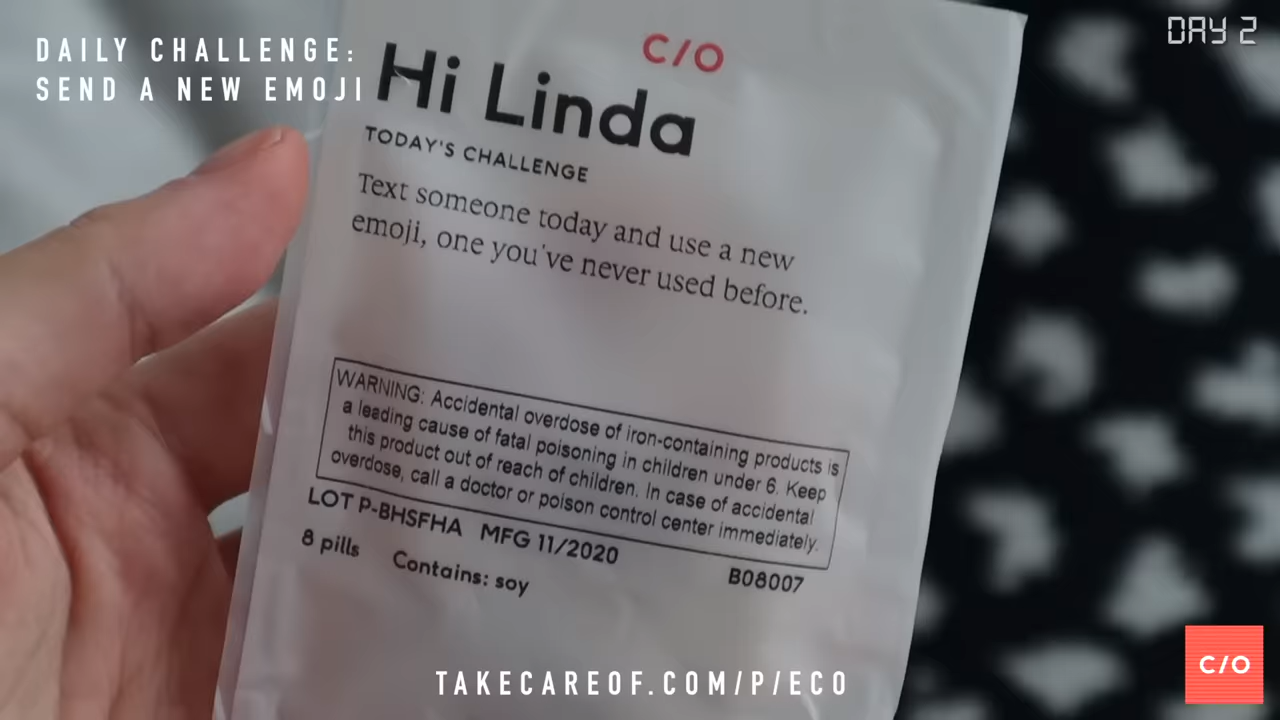 DAILY CHALLENGE:
SEND A NEW EMOJI
DAY 2
C/O
Hi Linda
TODAY'S CHALLENGE
Text someone today and use a new
emoji, one you've never used before.
WARNING: Accidental overdose of iron-containing products is
a leading cause of fatal poisoning in children under 6. Keep
this product out of reach of children. In case of accidental
overdose, call a doctor or poison control center immediately.
LOT P-BHSFHA MFG 11/2020
8 pills Contains: soy B08007
C/O
TAKECAREOF.COM/P/ECO